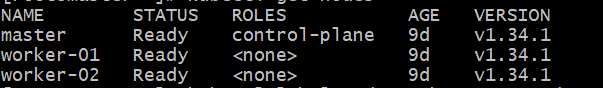 NAME STATUS ROLES AGE VERSION
master Ready control-plane 9d v1.34.1
worker-01 Ready <none> 9d v1.34.1
worker-02 Ready <none> 9d v1.34.1